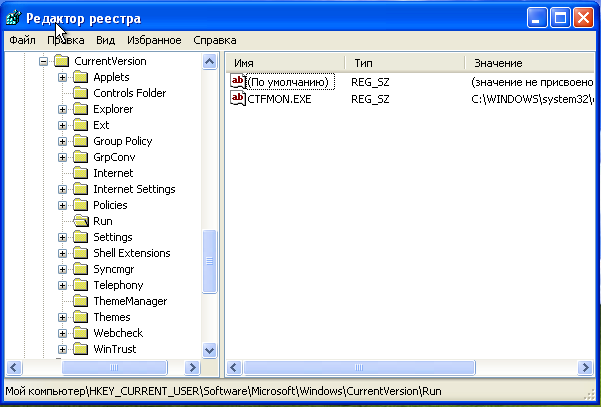 Редактор реестра
Файл Правка Вид Избранное Справка
CurrentVersion
Applets
Controls Folder
Explorer
Ext
Group Policy
GrpConv
Internet
Internet Settings
Policies
Run
Settings
Shell Extensions
Syncmgr
Telephony
ThemeManager
Themes
Webcheck
WinTrust
Имя Тип Значение
ab (По умолчанию) REG_SZ (значение не присвоено
ab CTFMON.EXE REG_SZ C:\WINDOWS\system32\
Мой компьютер\HKEY_CURRENT_USER\Software\Microsoft\Windows\CurrentVersion\Run